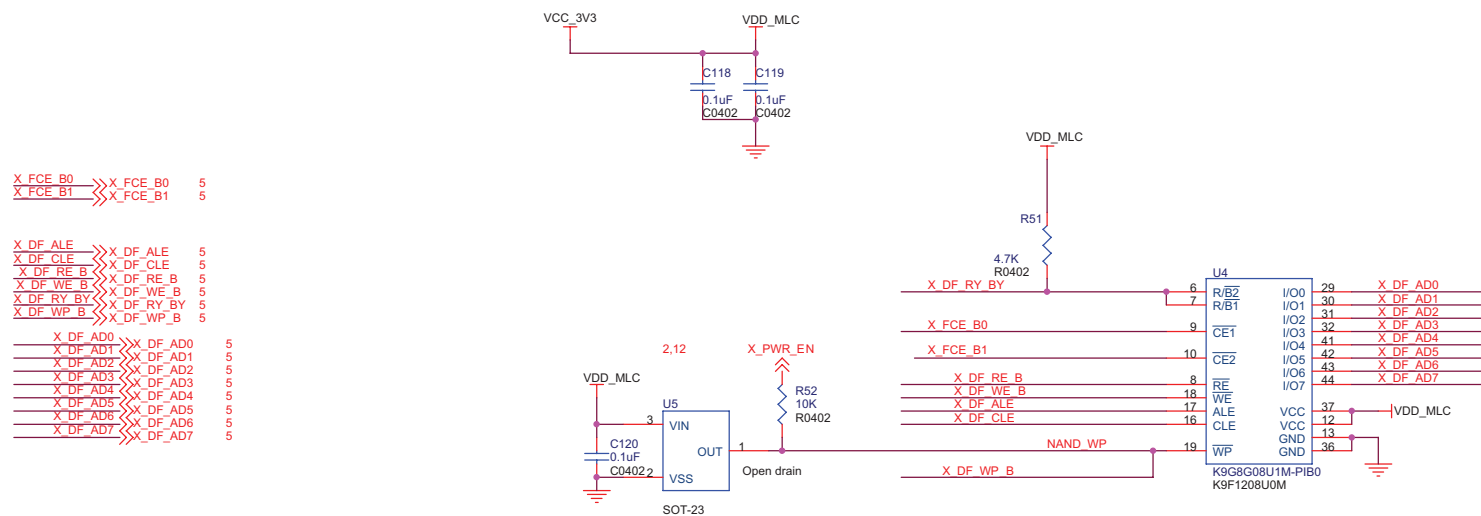 VCC_3V3
VDD_MLC
C118
0.1uF
C0402
C119
0.1uF
C0402
X_FCE_B0 X_FCE_B0 5
X_FCE_B1 X_FCE_B1 5
X_DF_ALE X_DF_ALE 5
X_DF_CLE X_DF_CLE 5
X_DF_RE_B X_DF_RE_B 5
X_DF_WE_B X_DF_WE_B 5
X_DF_RY_BY X_DF_RY_BY 5
X_DF_WP_B X_DF_WP_B 5
X_DF_AD0 X_DF_AD0 5
X_DF_AD1 X_DF_AD1 5
X_DF_AD2 X_DF_AD2 5
X_DF_AD3 X_DF_AD3 5
X_DF_AD4 X_DF_AD4 5
X_DF_AD5 X_DF_AD5 5
X_DF_AD6 X_DF_AD6 5
X_DF_AD7 X_DF_AD7 5
2,12
X_PWR_EN
R52
10K
R0402
VDD_MLC
C120
0.1uF
C0402
U5
3 VIN
OUT 1
2 VSS
Open drain
SOT-23
VDD_MLC
R51
4.7K
R0402
U4
X_DF_RY_BY 6 R/B2
7 R/B1
X_FCE_B0 9 CE1
X_FCE_B1 10 CE2
X_DF_RE_B 8 RE
X_DF_WE_B 18 WE
X_DF_ALE 17 ALE
X_DF_CLE 16 CLE
NAND_WP 19 WP
X_DF_WP_B
I/O0 29 X_DF_AD0
I/O1 30 X_DF_AD1
I/O2 31 X_DF_AD2
I/O3 32 X_DF_AD3
I/O4 41 X_DF_AD4
I/O5 42 X_DF_AD5
I/O6 43 X_DF_AD6
I/O7 44 X_DF_AD7
VCC 37 VDD_MLC
VCC 12
GND 13
GND 36
K9G8G08U1M-PIB0
K9F1208U0M